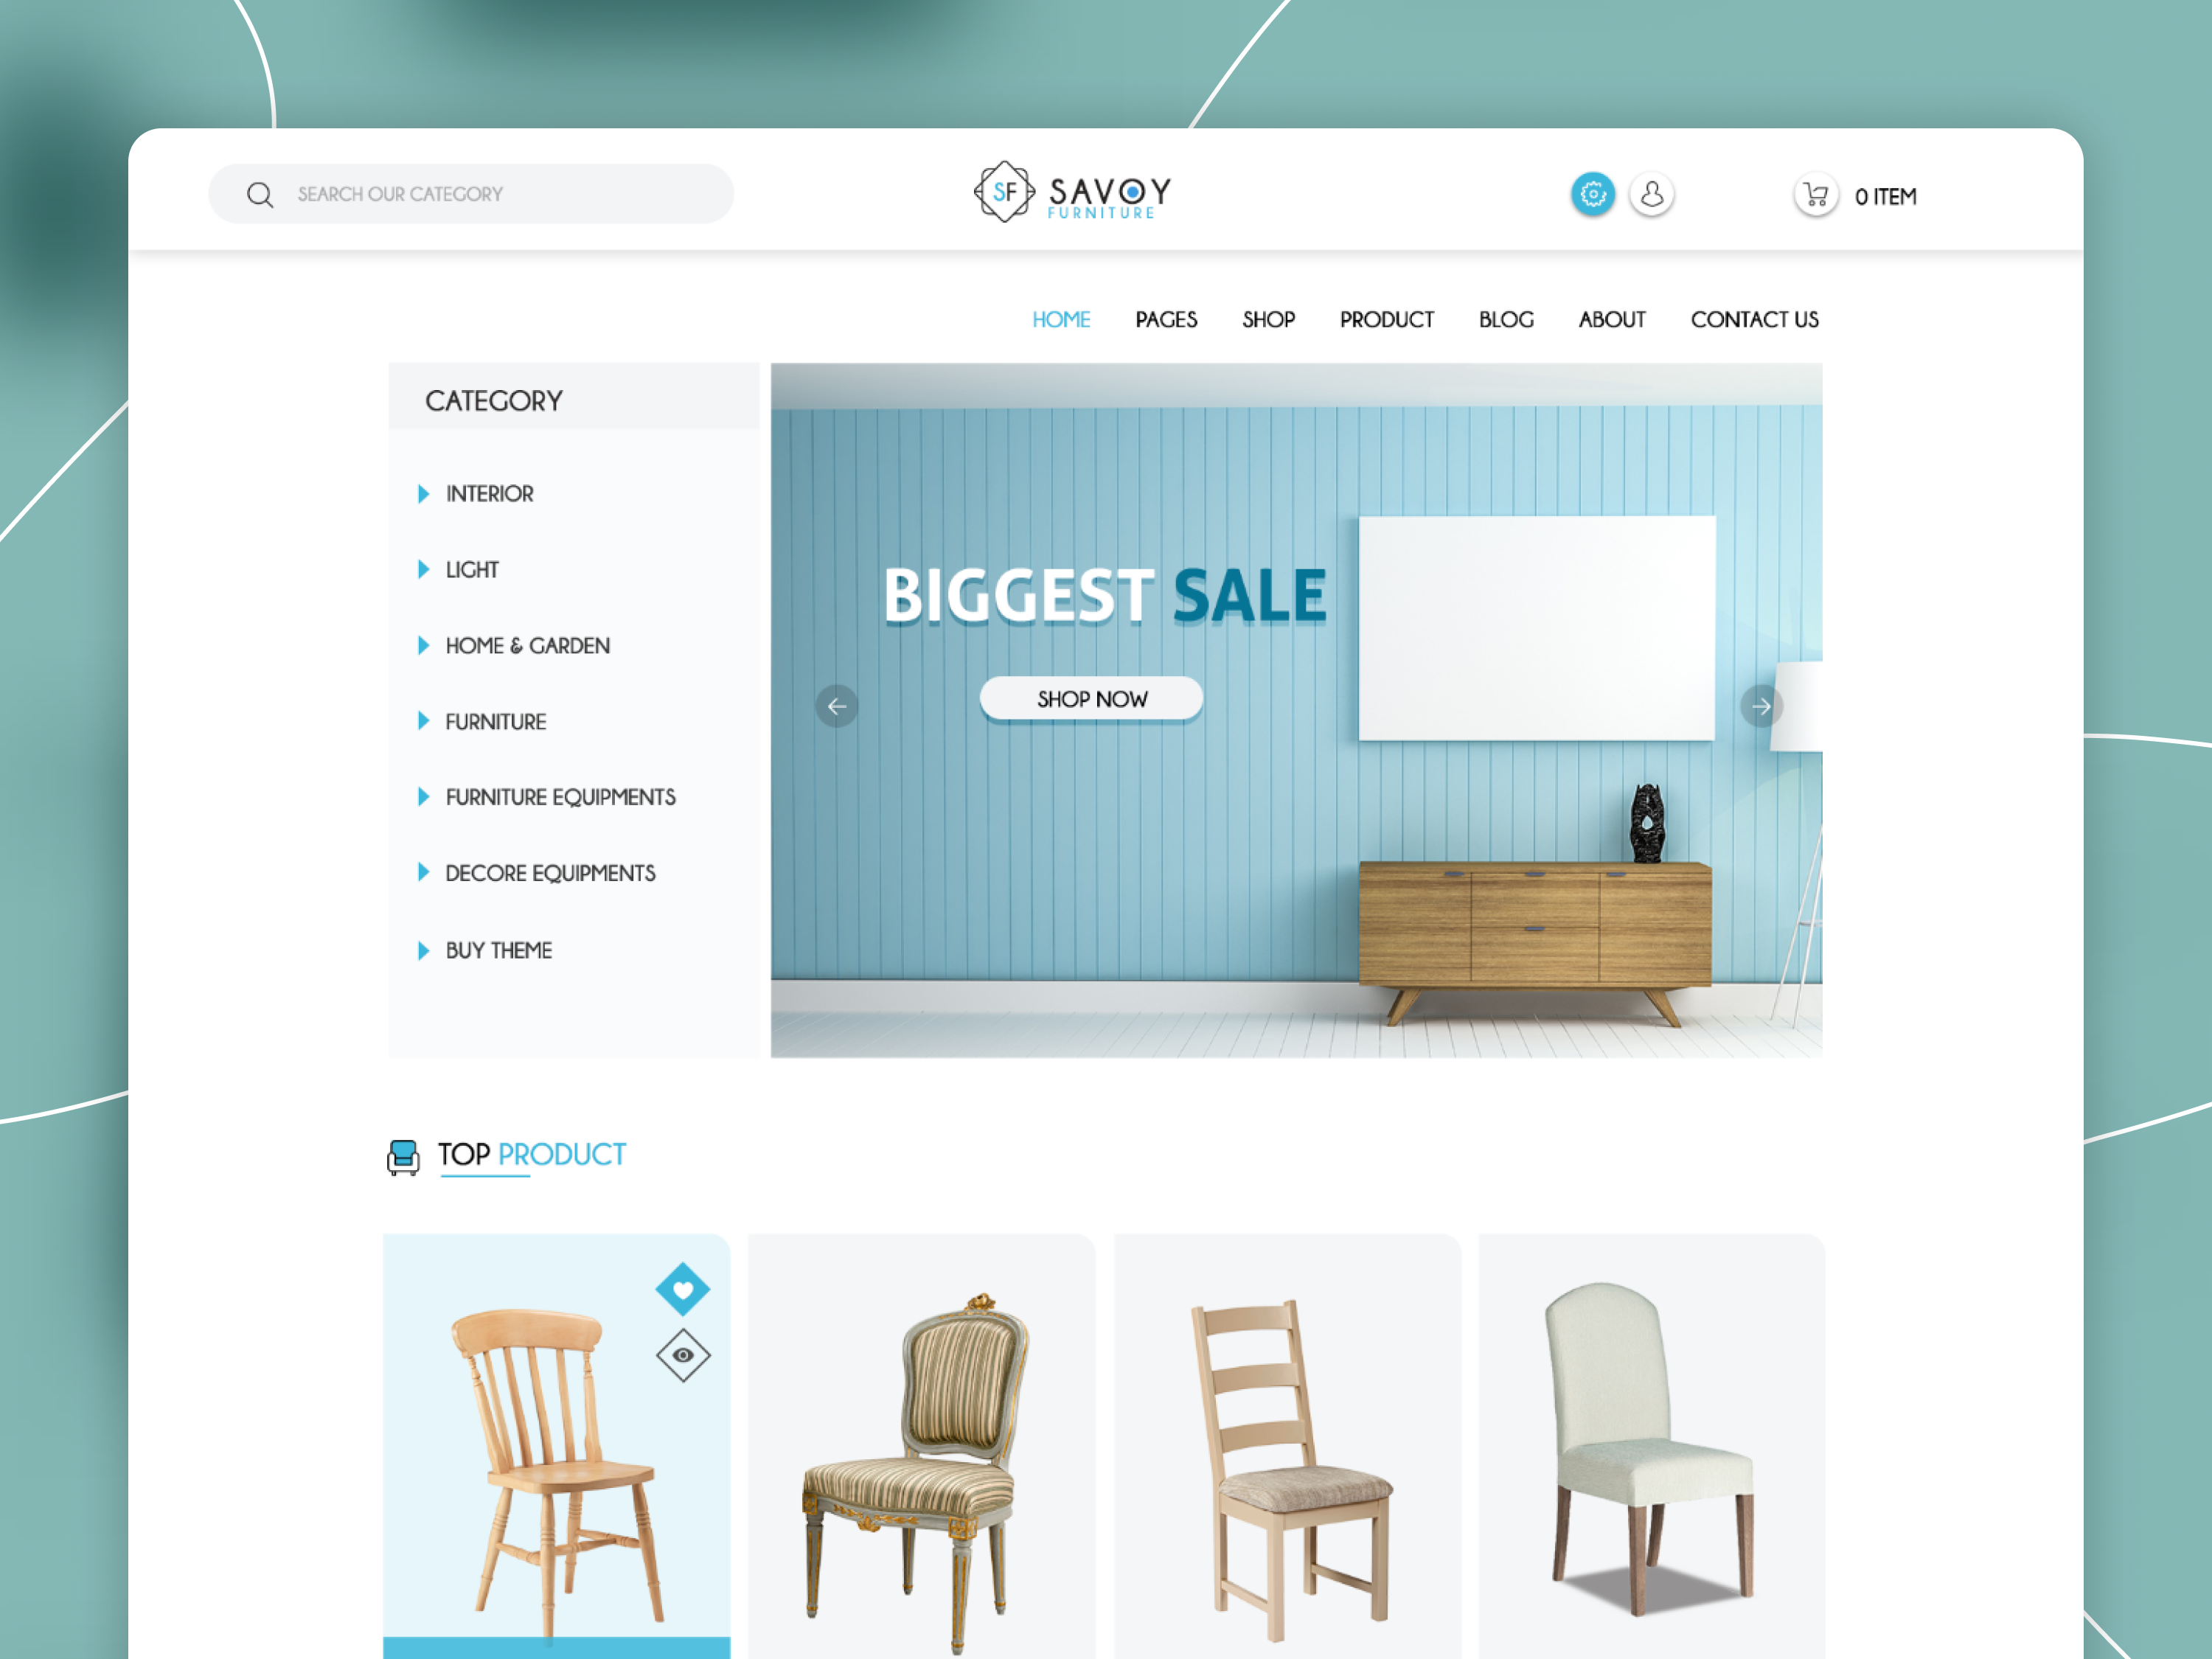 SEARCH OUR CATEGORY
SF
SAVOY
FURNITURE
0 ITEM
HOME PAGES SHOP PRODUCT BLOG ABOUT CONTACT US
CATEGORY
INTERIOR
LIGHT
HOME & GARDEN
FURNITURE
FURNITURE EQUIPMENTS
DECORE EQUIPMENTS
BUY THEME
BIGGEST SALE
SHOP NOW
TOP PRODUCT